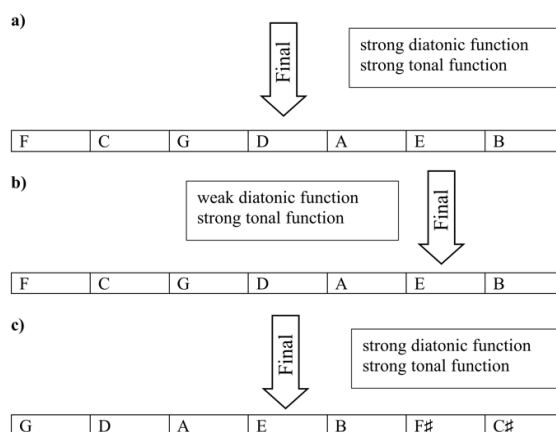 a)
Final
strong diatonic function
strong tonal function
F C G D A E B
b)
weak diatonic function
strong tonal function
Final
F C G D A E B
c)
Final
strong diatonic function
strong tonal function
G D A E B F♯ C♯